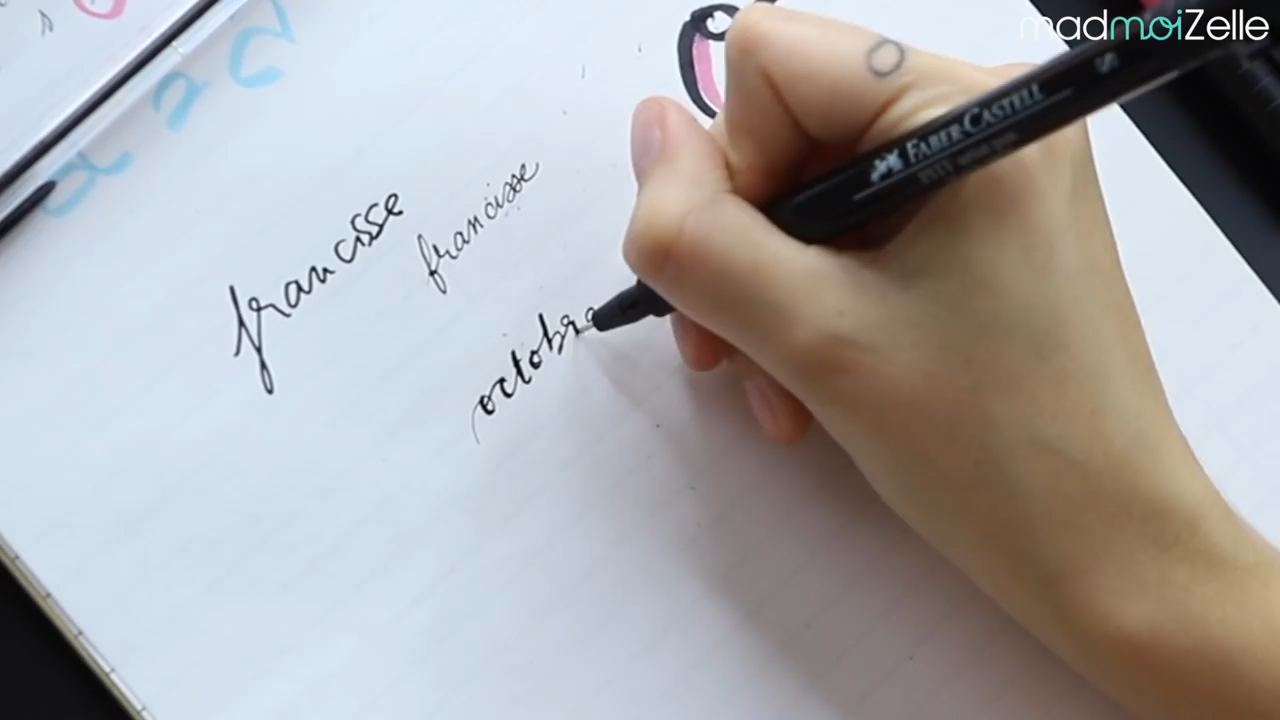 madmoiZelle
FABER-CASTELL
S
francisse
francisse
octobre